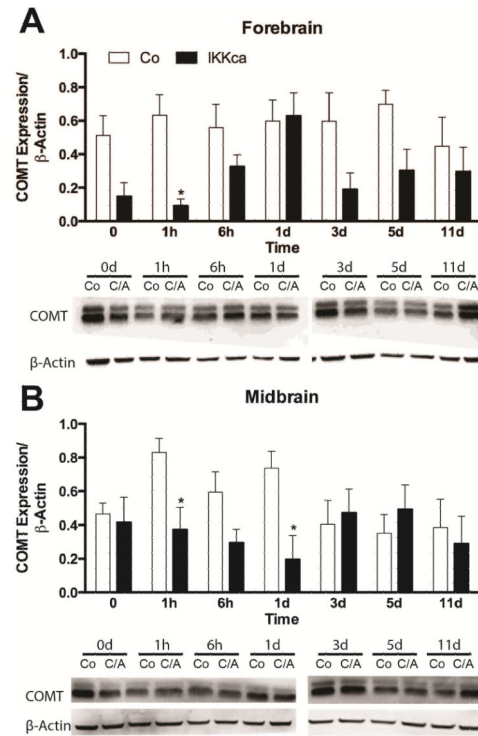 A
Forebrain
Co IKKca
COMT Expression/
β-Actin
1.0
0.8
0.6
0.4
0.2
0.0
*
0 1h 6h 1d 3d 5d 11d
Time
0d 1h 6h 1d 3d 5d 11d
Co C/A Co C/A Co C/A Co C/A Co C/A Co C/A Co C/A
COMT
β-Actin
B
Midbrain
COMT Expression/
β-Actin
1.0
0.8
0.6
0.4
0.2
0.0
* *
0 1h 6h 1d 3d 5d 11d
Time
0d 1h 6h 1d 3d 5d 11d
Co C/A Co C/A Co C/A Co C/A Co C/A Co C/A Co C/A
COMT
β-Actin